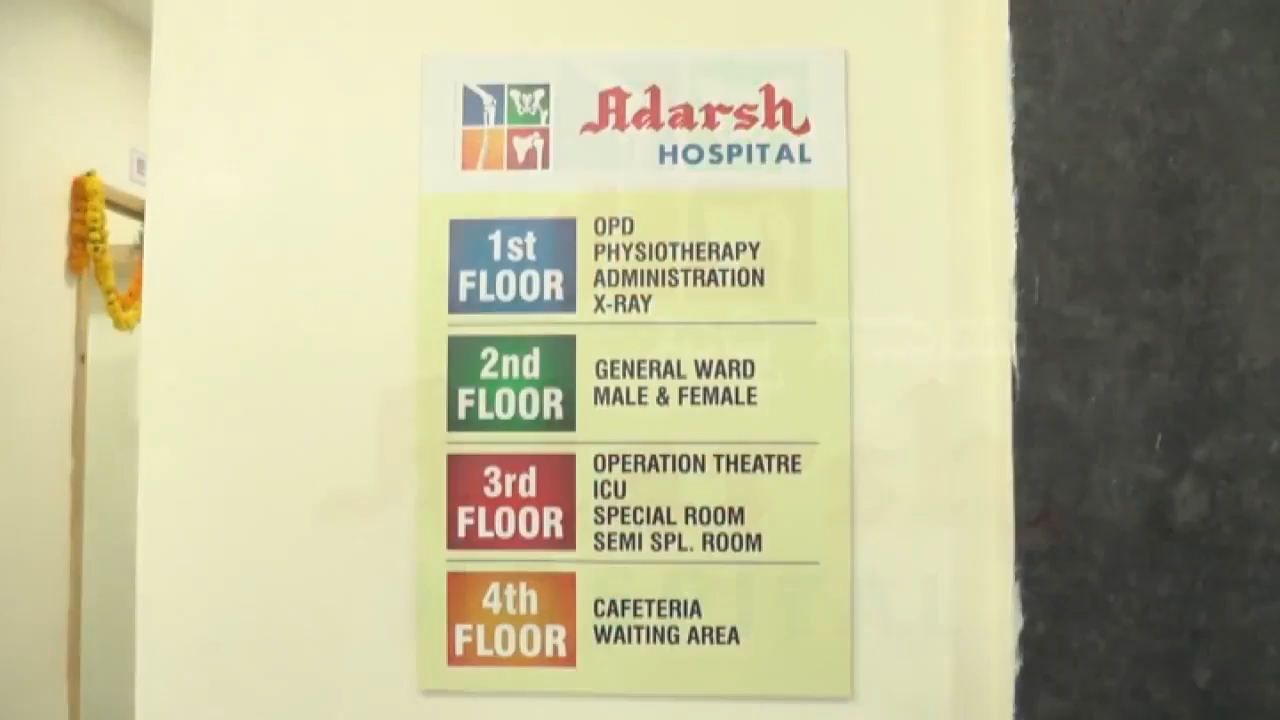 Adarsh
HOSPITAL
1st
FLOOR
OPD
PHYSIOTHERAPY
ADMINISTRATION
X-RAY
2nd
FLOOR
GENERAL WARD
MALE & FEMALE
3rd
FLOOR
OPERATION THEATRE
ICU
SPECIAL ROOM
SEMI SPL. ROOM
4th
FLOOR
CAFETERIA
WAITING AREA